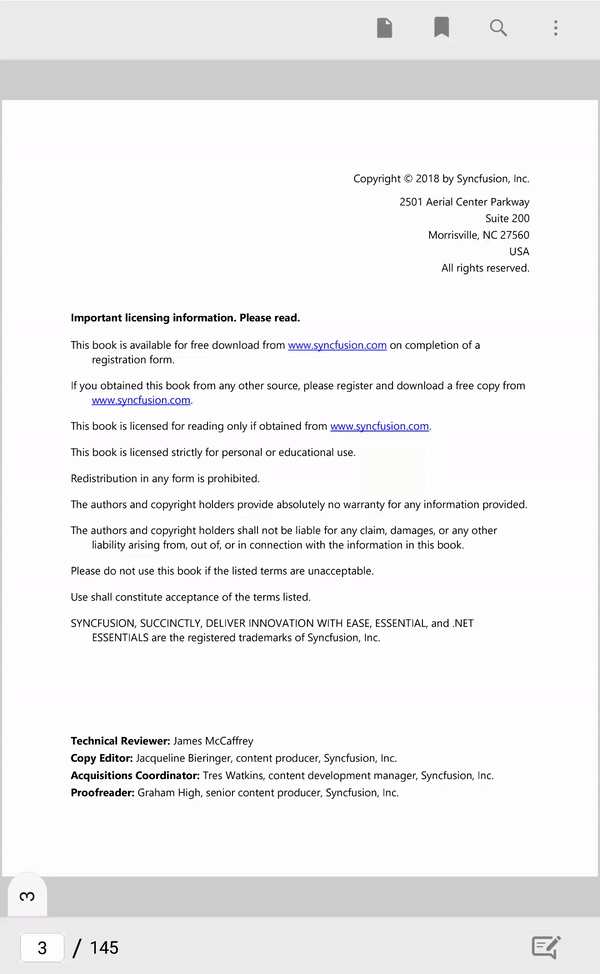 Copyright © 2018 by Syncfusion, Inc.
2501 Aerial Center Parkway
Suite 200
Morrisville, NC 27560
USA
All rights reserved.
Important licensing information. Please read.
This book is available for free download from www.syncfusion.com on completion of a
registration form.
If you obtained this book from any other source, please register and download a free copy from
www.syncfusion.com.
This book is licensed for reading only if obtained from www.syncfusion.com.
This book is licensed strictly for personal or educational use.
Redistribution in any form is prohibited.
The authors and copyright holders provide absolutely no warranty for any information provided.
The authors and copyright holders shall not be liable for any claim, damages, or any other
liability arising from, out of, or in connection with the information in this book.
Please do not use this book if the listed terms are unacceptable.
Use shall constitute acceptance of the terms listed.
SYNCFUSION, SUCCINCTLY, DELIVER INNOVATION WITH EASE, ESSENTIAL, and .NET
ESSENTIALS are the registered trademarks of Syncfusion, Inc.
Technical Reviewer: James McCaffrey
Copy Editor: Jacqueline Bieringer, content producer, Syncfusion, Inc.
Acquisitions Coordinator: Tres Watkins, content development manager, Syncfusion, Inc.
Proofreader: Graham High, senior content producer, Syncfusion, Inc.
3
3 / 145